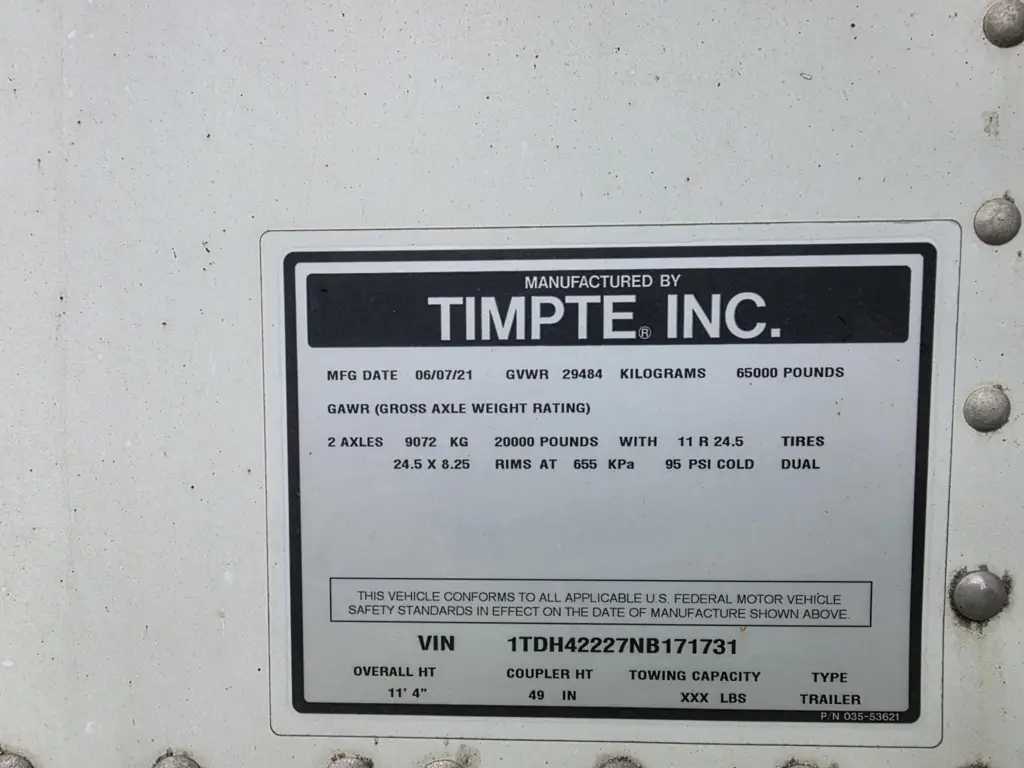 MANUFACTURED BY
TIMPTE® INC.
MFG DATE 06/07/21 GVWR 29484 KILOGRAMS 65000 POUNDS
GAWR (GROSS AXLE WEIGHT RATING)
2 AXLES 9072 KG 20000 POUNDS WITH 11 R 24.5 TIRES
24.5 X 8.25 RIMS AT 655 KPa 95 PSI COLD DUAL
THIS VEHICLE CONFORMS TO ALL APPLICABLE U.S. FEDERAL MOTOR VEHICLE
SAFETY STANDARDS IN EFFECT ON THE DATE OF MANUFACTURE SHOWN ABOVE.
VIN 1TDH42227NB171731
OVERALL HT COUPLER HT TOWING CAPACITY TYPE
11' 4" 49 IN XXX LBS TRAILER
P/N 035-53621